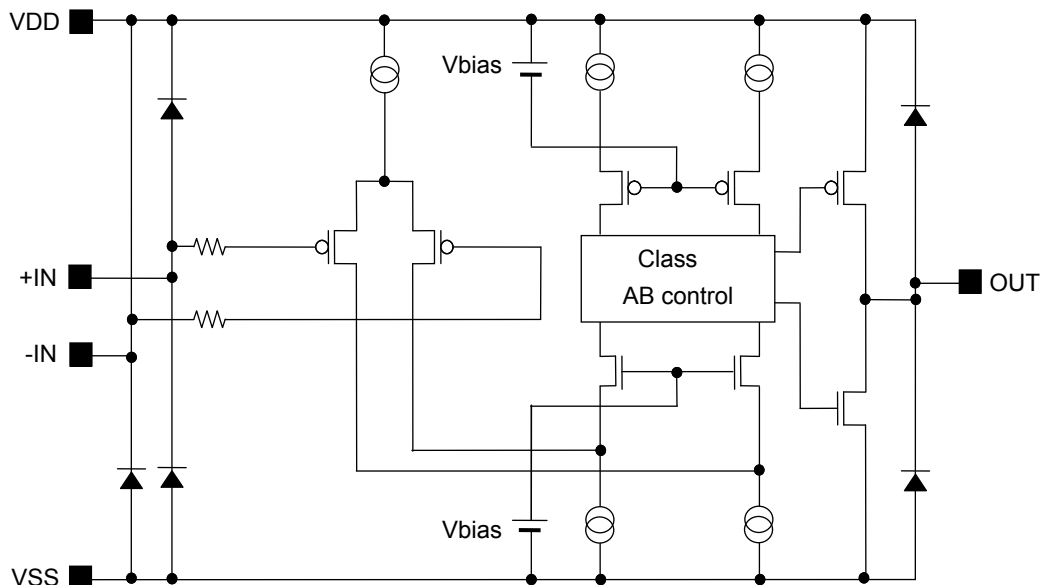 VDD
Vbias
+IN
Class
AB control
OUT
-IN
Vbias
VSS